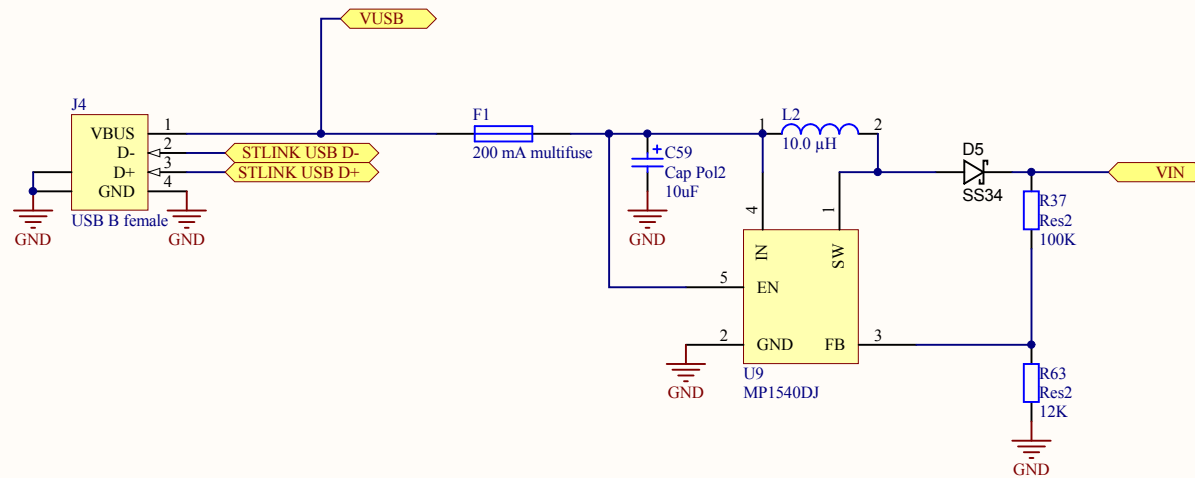 VUSB
J4
VBUS
1
D-
2
STLINK USB D-
D+
3
STLINK USB D+
GND
4
USB B female
GND
GND
F1
200 mA multifuse
C59
Cap Pol2
10uF
GND
1
L2
2
10.0 µH
D5
SS34
VIN
R37
Res2
100K
4
1
IN
SW
5
EN
2
GND
FB
3
GND
U9
MP1540DJ
R63
Res2
12K
GND